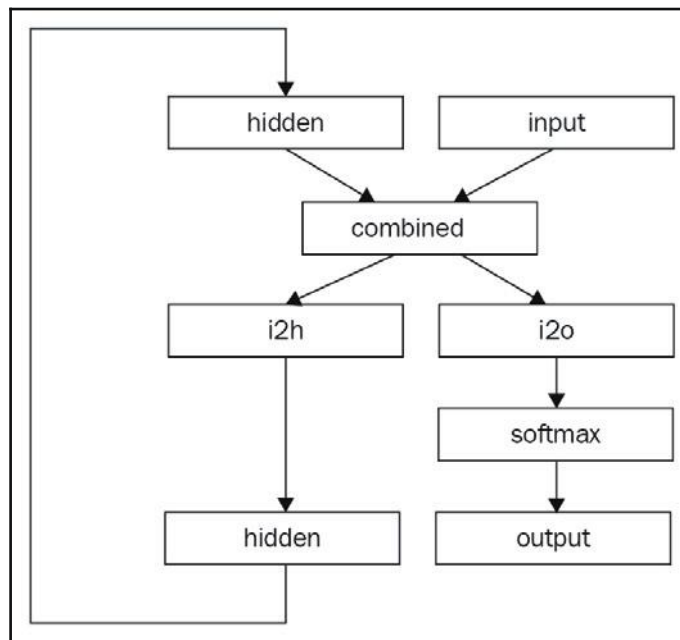 hidden
input
combined
i2h
i2o
softmax
hidden
output